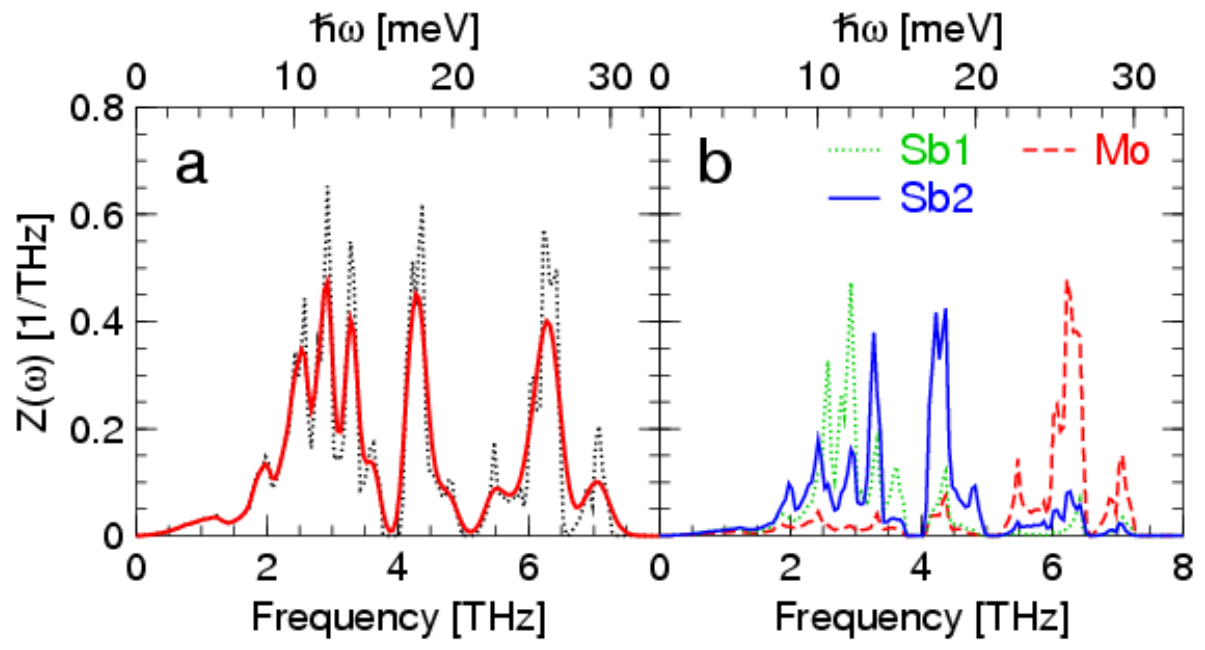 ħω [meV] ħω [meV]
0 10 20 30 0 10 20 30
0.8
a b Sb1 Mo
Sb2
0.6
Z(ω) [1/THz]
0.4
0.2
0
0 2 4 6 0 2 4 6 8
Frequency [THz] Frequency [THz]